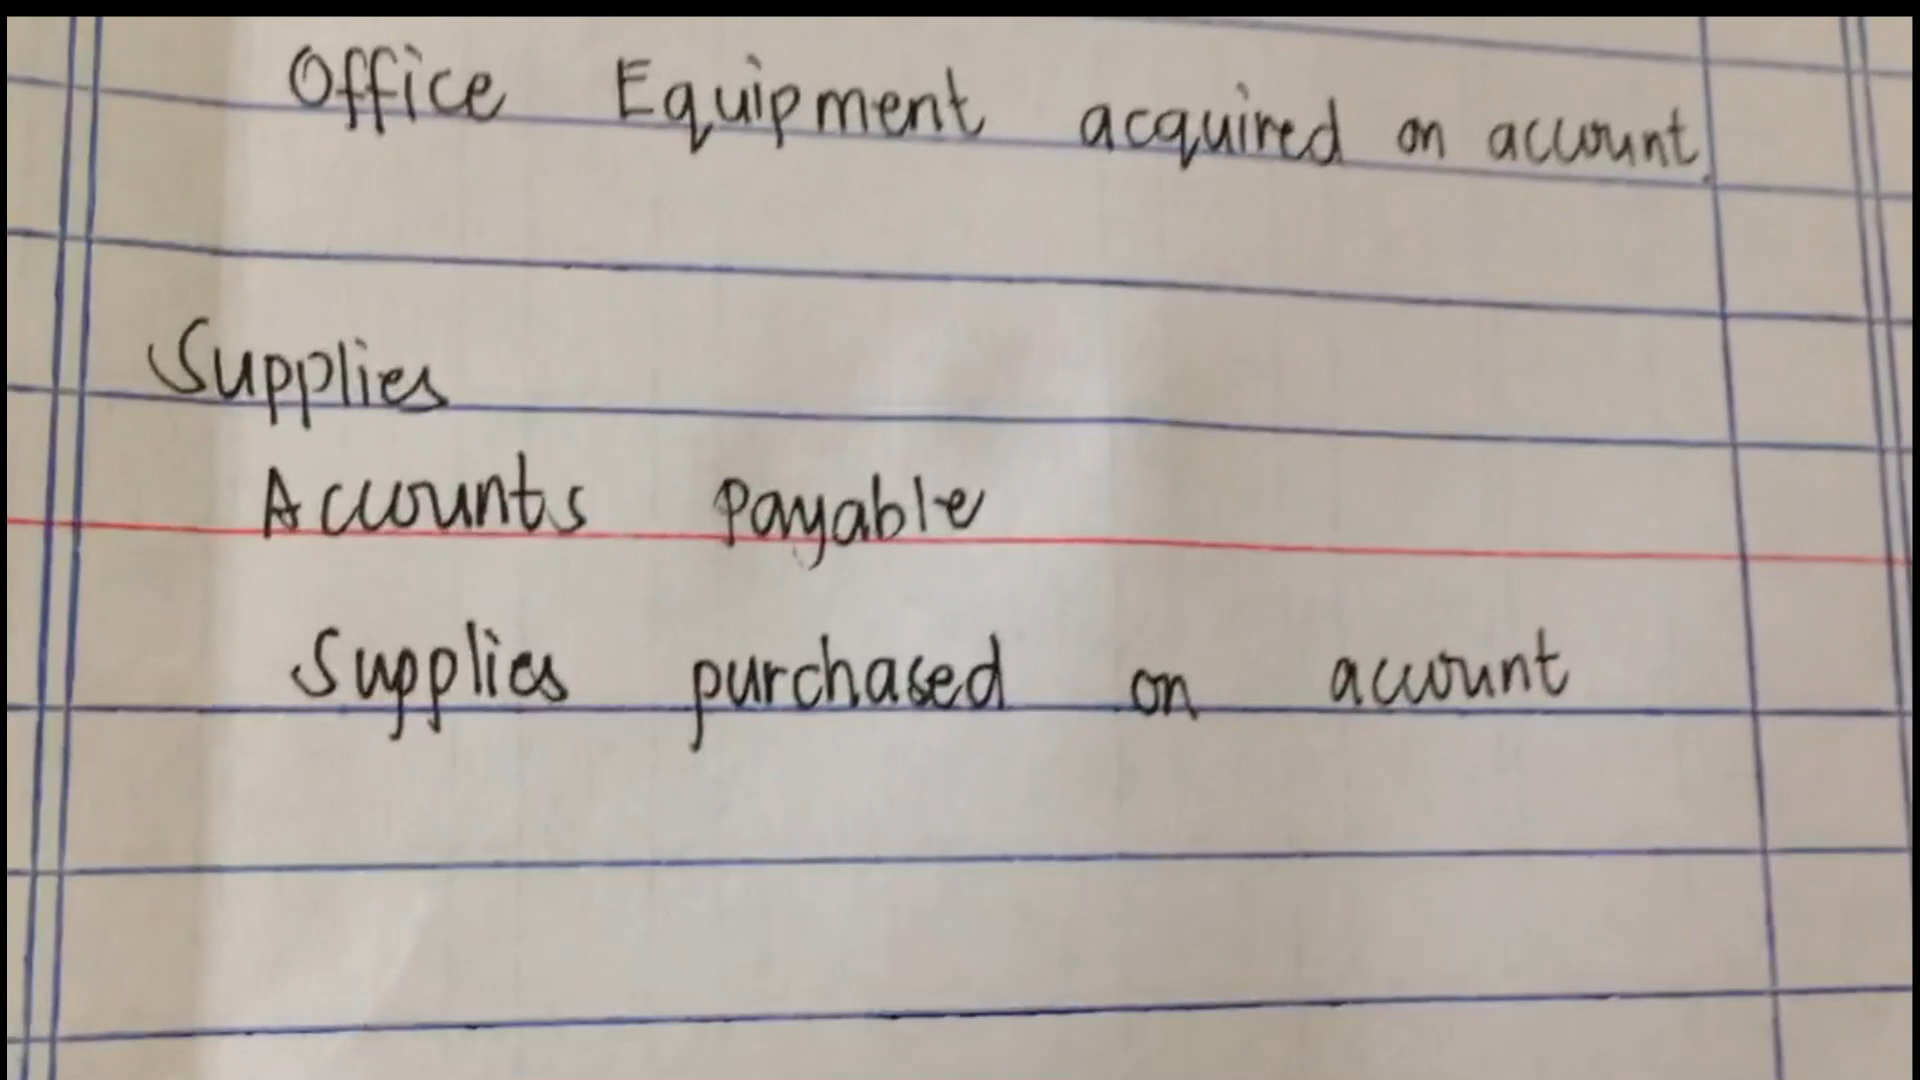 Office Equipment acquired on account.
Supplies
Accounts Payable
Supplies purchased on account